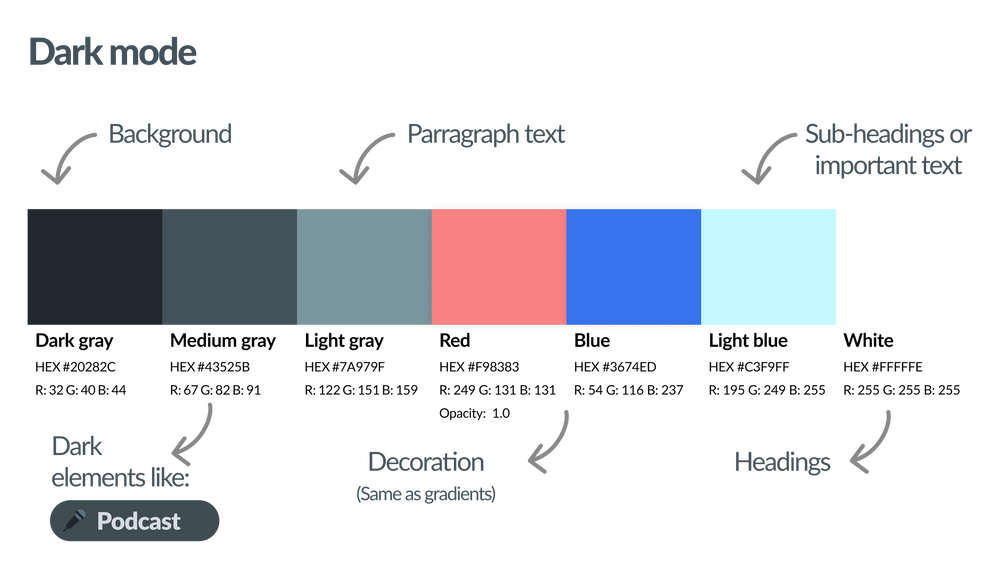 Dark mode
Background
Parragraph text
Sub-headings or
important text
Dark gray
HEX #20282C
R: 32 G: 40 B: 44
Medium gray
HEX #43525B
R: 67 G: 82 B: 91
Light gray
HEX #7A979F
R: 122 G: 151 B: 159
Red
HEX #F98383
R: 249 G: 131 B: 131
Opacity: 1.0
Blue
HEX #3674ED
R: 54 G: 116 B: 237
Light blue
HEX #C3F9FF
R: 195 G: 249 B: 255
White
HEX #FFFFFE
R: 255 G: 255 B: 255
Dark
elements like:
Podcast
Decoration
(Same as gradients)
Headings